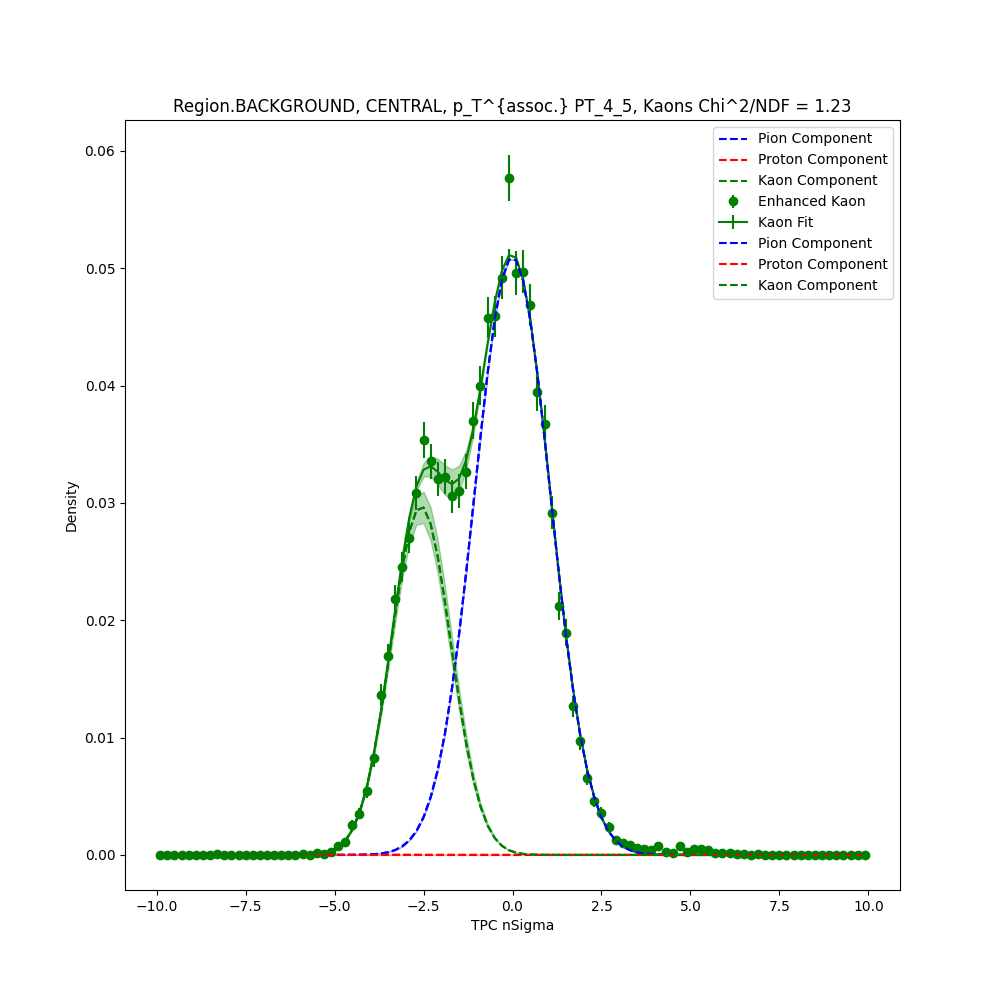 Region.BACKGROUND, CENTRAL, p_T^{assoc.} PT_4_5, Kaons Chi^2/NDF = 1.23
Pion Component
Proton Component
Kaon Component
Enhanced Kaon
Kaon Fit
Pion Component
Proton Component
Kaon Component
0.06
0.05
0.04
0.03
0.02
0.01
0.00
Density
−10.0 −7.5 −5.0 −2.5 0.0 2.5 5.0 7.5 10.0
TPC nSigma